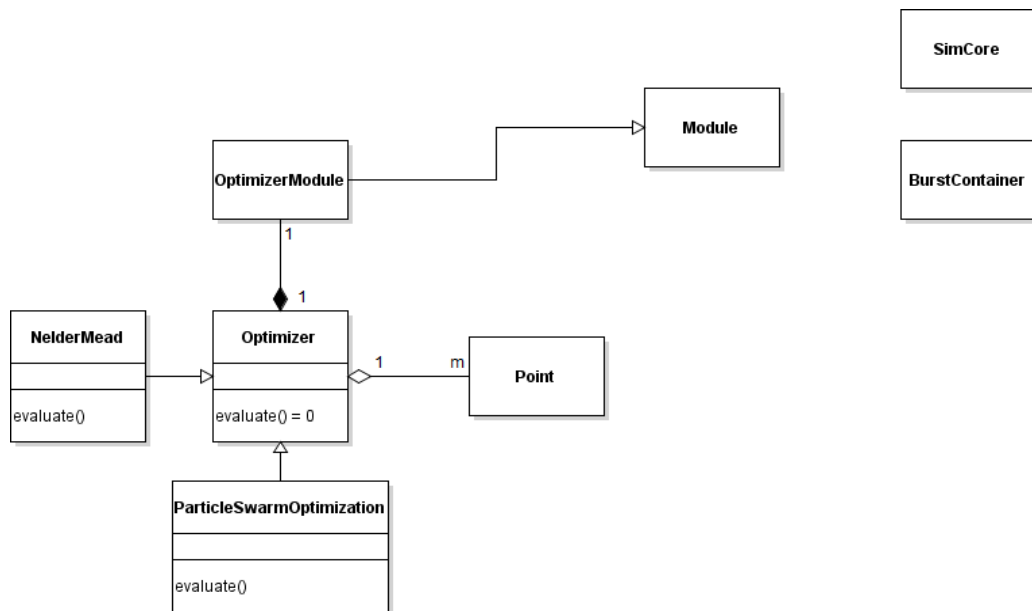 SimCore
Module
OptimizerModule
BurstContainer
1
1
NelderMead
evaluate()
Optimizer
evaluate() = 0
1
m
Point
ParticleSwarmOptimization
evaluate()